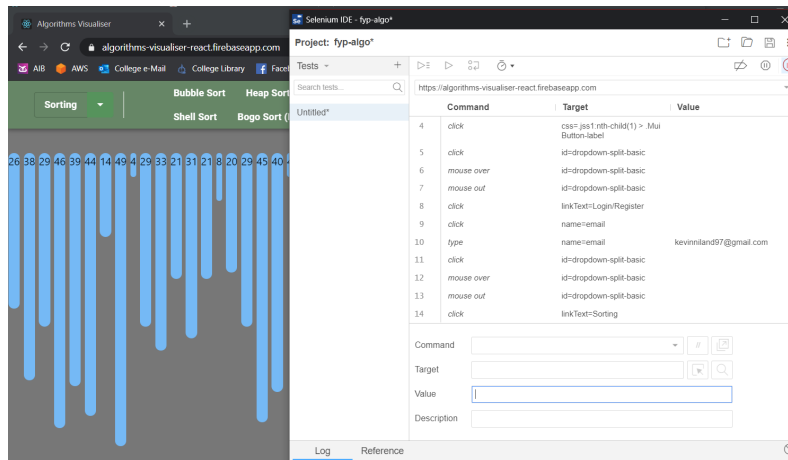 Algorithms Visualiser
algorithms-visualiser-react.firebaseapp.com
AIB AWS College e-Mail College Library
Sorting
Bubble Sort
Shell Sort
26 38 29 46 39 44 14 49 4 29 33 21 31 21 8 20 29 45 40
Selenium IDE - fyp-algo*
Project: fyp-algo*
Tests
Search tests...
Untitled*
https://algorithms-visualiser-react.firebaseapp.com
Command Target Value
4 click css=.jss1:nth-child(1) > .Mui
Button-label
5 click id=dropdown-split-basic
6 mouse over id=dropdown-split-basic
7 mouse out id=dropdown-split-basic
8 click linkText=Login/Register
9 click name=email
10 type name=email kevinniland97@gmail.com
11 click id=dropdown-split-basic
12 mouse over id=dropdown-split-basic
13 mouse out id=dropdown-split-basic
14 click linkText=Sorting
Command
//
Target
Value
Description
Log Reference